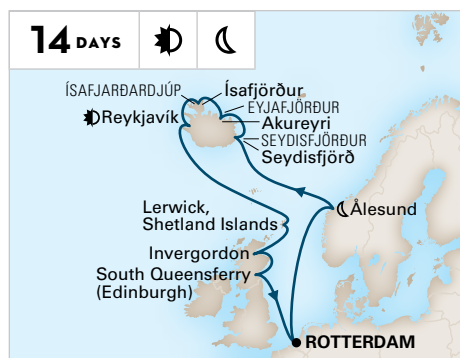 14 DAYS
ÍSAFJARÐARDJÚP
Ísafjörður
EYJAFJÖRÐUR
Reykjavík
Akureyri
SEYDISFJÖRÐUR
Seydisfjörð
Ålesund
Lerwick,
Shetland Islands
Invergordon
South Queensferry
(Edinburgh)
ROTTERDAM